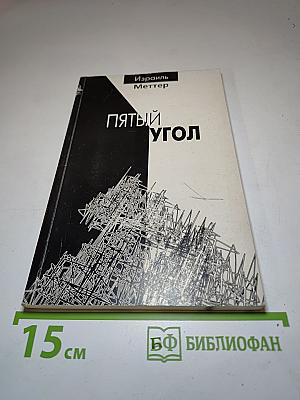 Израиль
Меттер
ПЯТЫЙ
УГОЛ
15 см
БФ БИБЛИОФАН